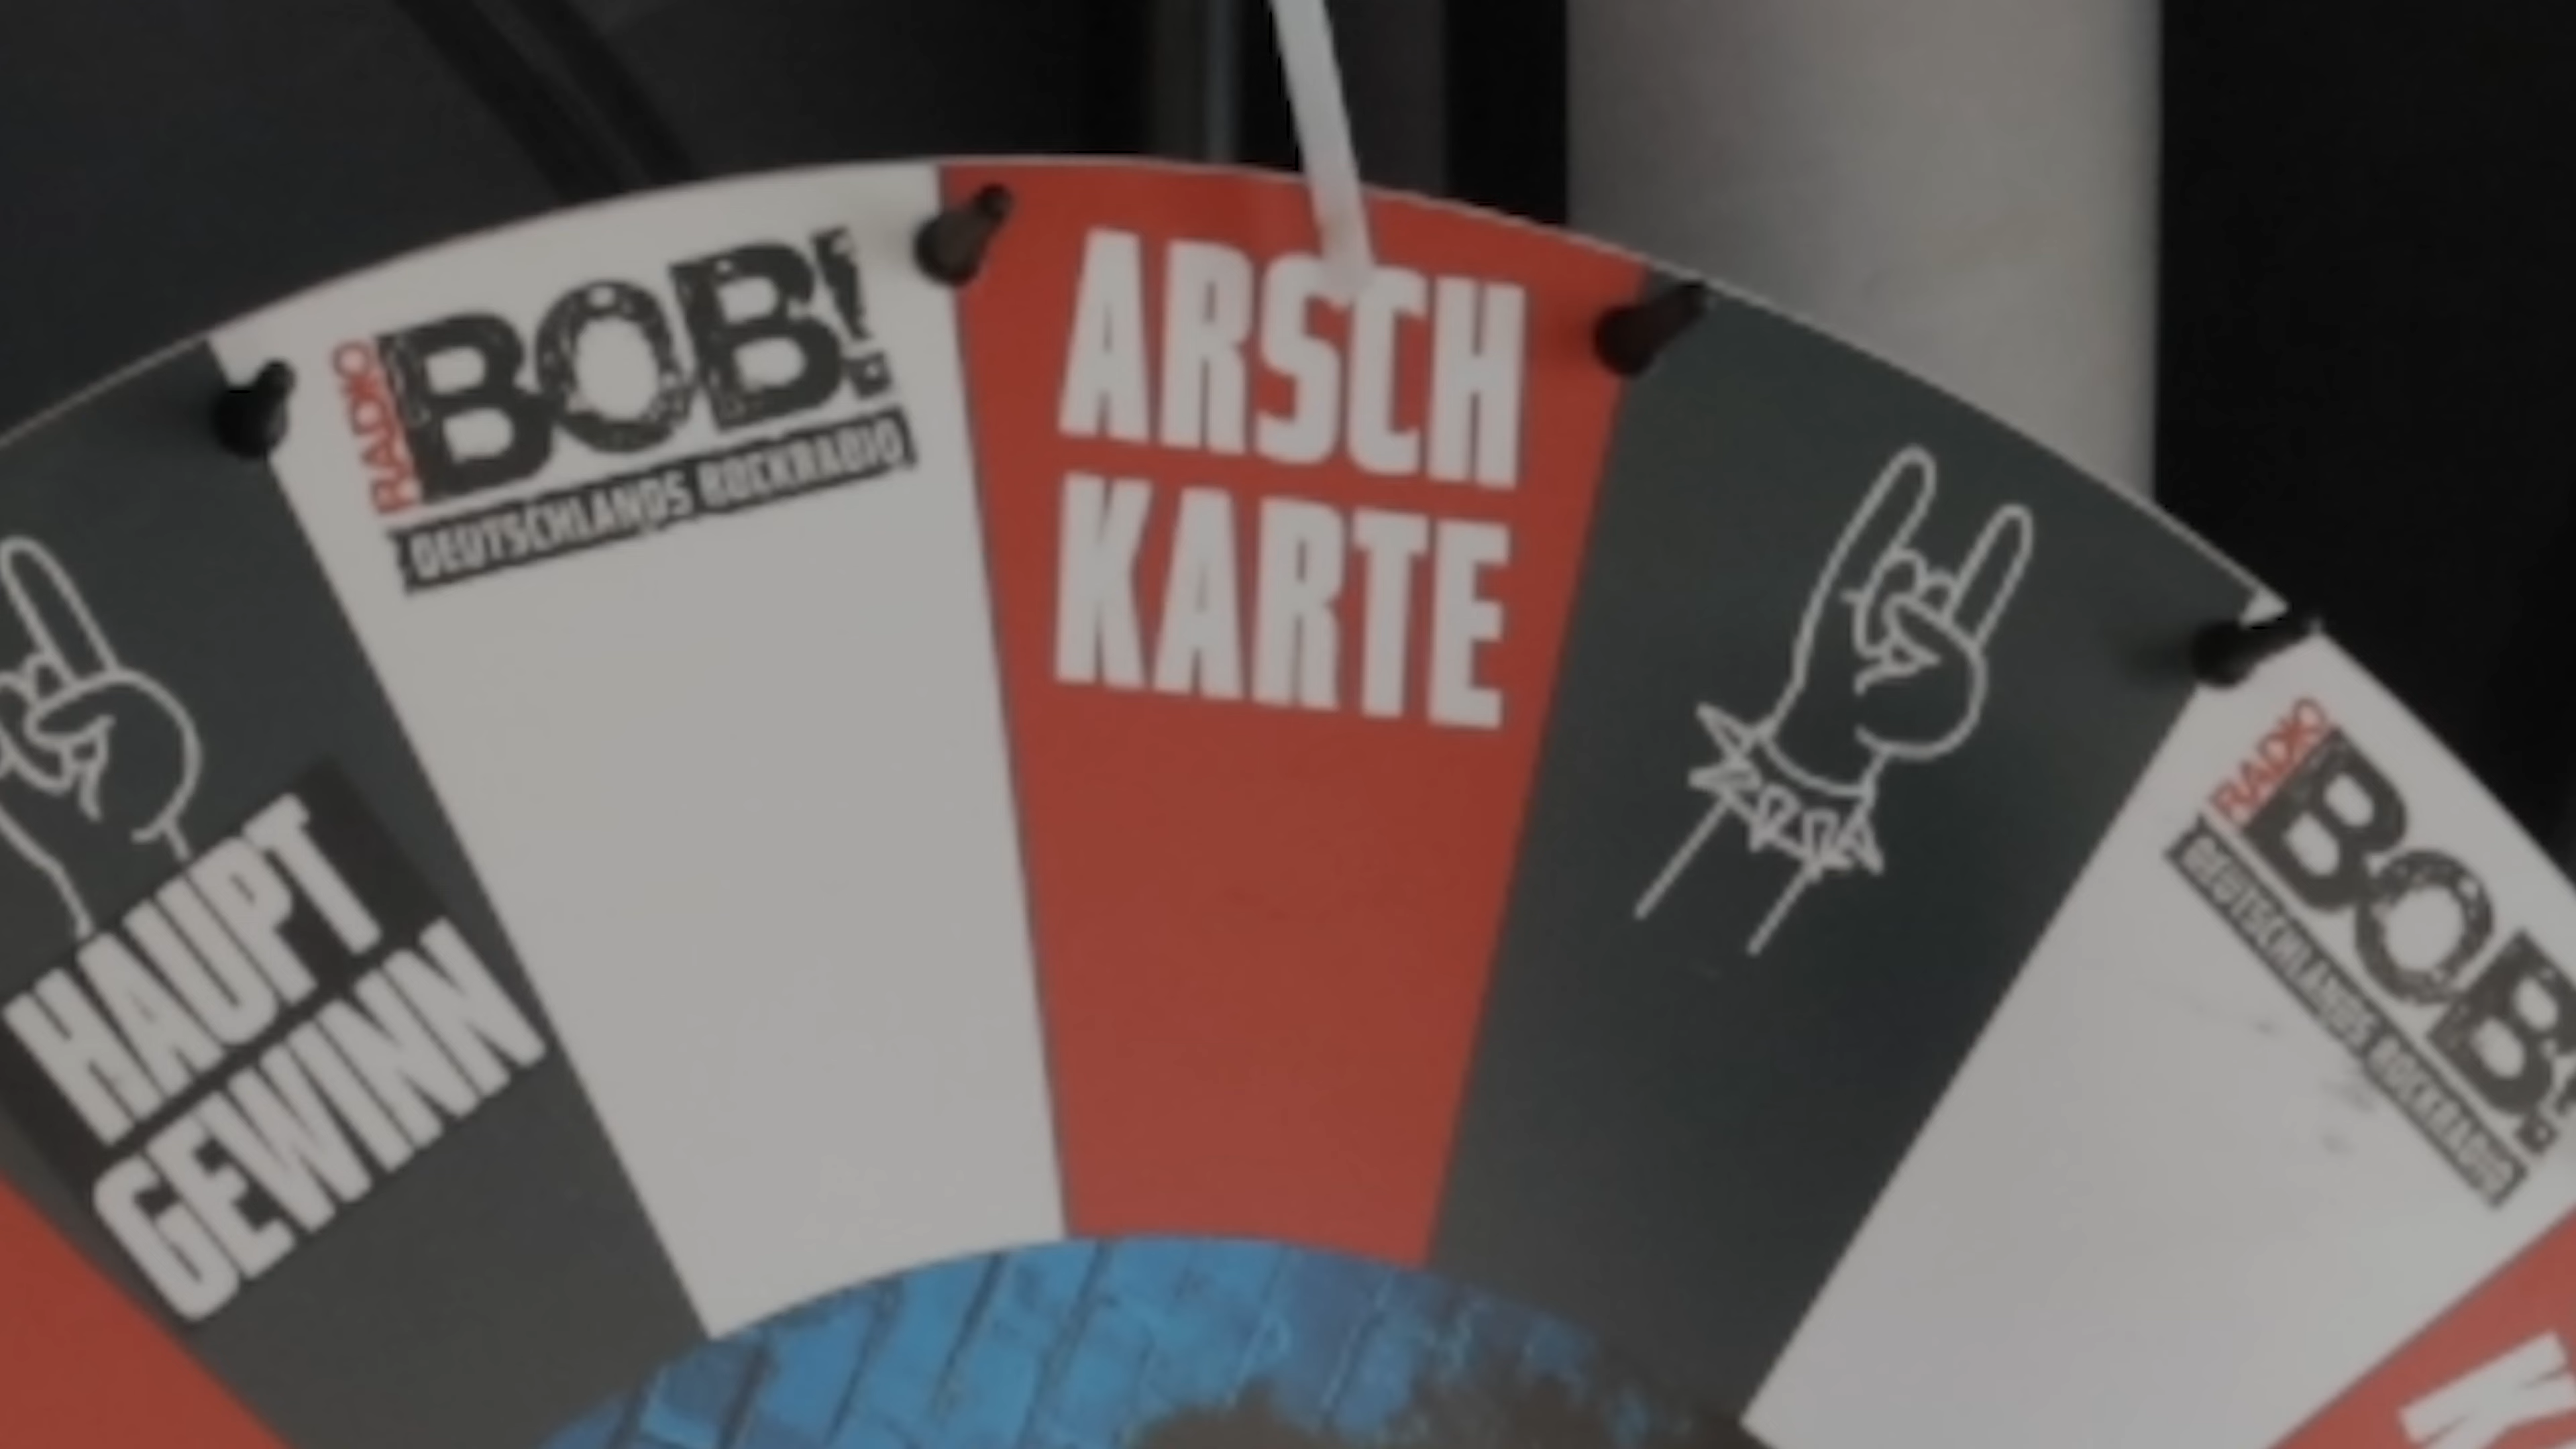 RADIO
BOB!
DEUTSCHLANDS ROCKRADIO
ARSCH
KARTE
HAUPT
GEWINN
RADIO
BOB!
DEUTSCHLANDS ROCKRADIO
K